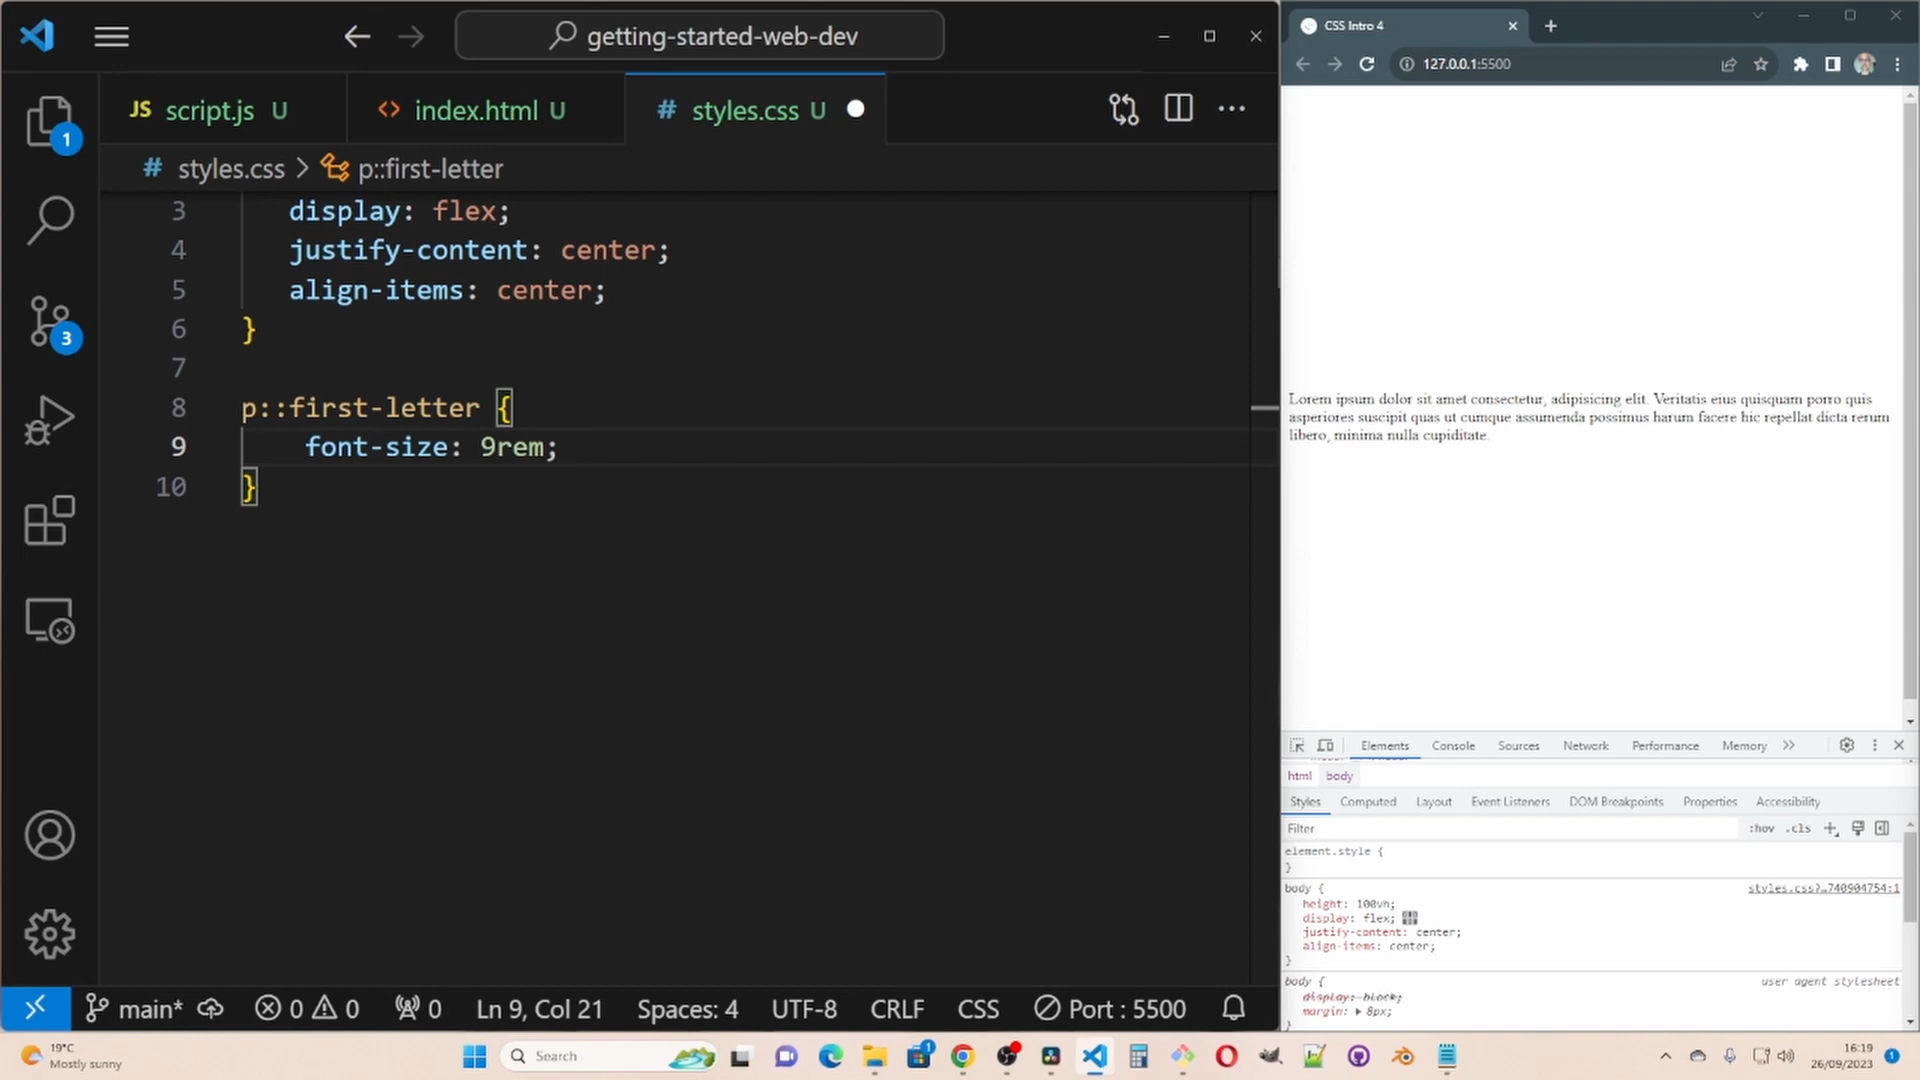 getting-started-web-dev
JS script.js U
<> index.html U
# styles.css U
# styles.css > p::first-letter
3 display: flex;
4 justify-content: center;
5 align-items: center;
6 }
7
8 p::first-letter {
9 font-size: 9rem;
10 }
1
3
main* 0 0 0 Ln 9, Col 21 Spaces: 4 UTF-8 CRLF CSS Port : 5500
CSS Intro 4
127.0.0.1:5500
Lorem ipsum dolor sit amet consectetur, adipisicing elit. Veritatis eius quisquam porro quis
asperiores suscipit quas ut cumque assumenda possimus harum facere hic repellat dicta rerum
libero, minima nulla cupiditate.
Elements Console Sources Network Performance Memory
html body
Styles Computed Layout Event Listeners DOM Breakpoints Properties Accessibility
Filter :hov .cls
element.style {
}
body { styles.css?…740904754:1
height: 100vh;
display: flex;
justify-content: center;
align-items: center;
}
body { user agent stylesheet
display: block;
margin: ▶ 8px;
}
19°C
Mostly sunny
Search
1
16:19
26/09/2023
1